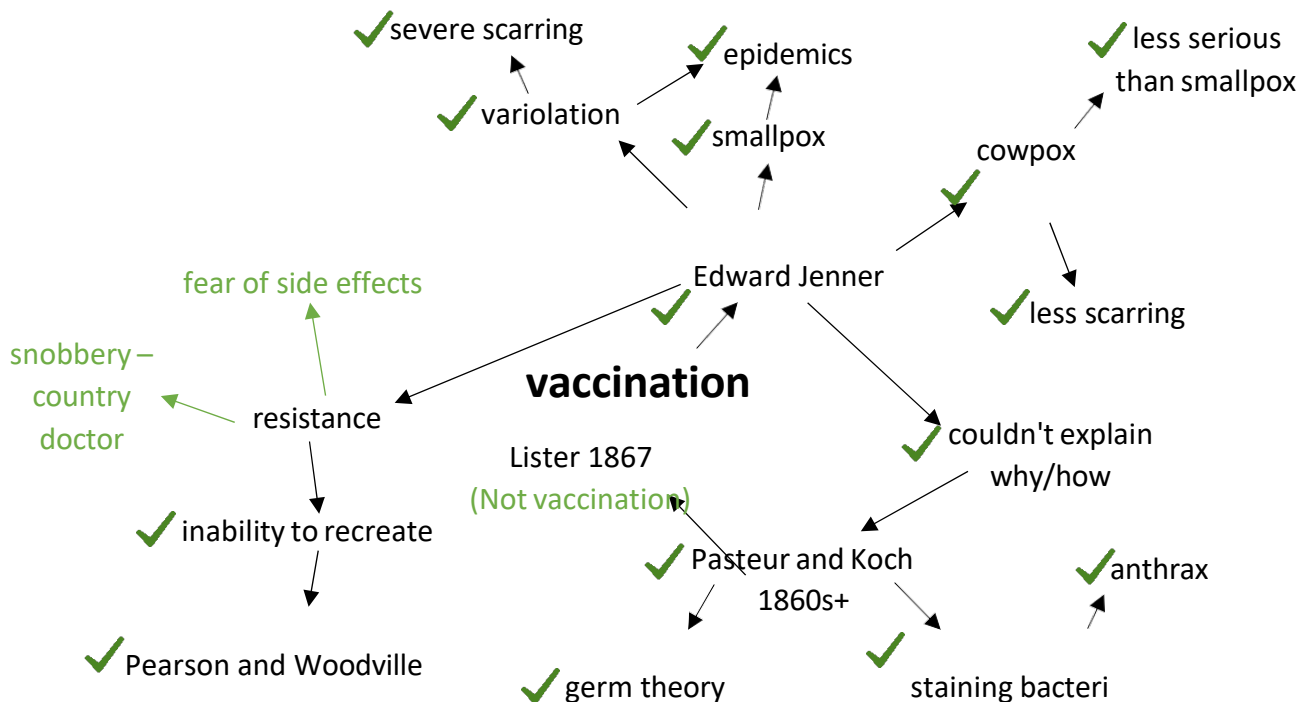 severe scarring
epidemics
less serious
than smallpox
variolation
smallpox
cowpox
Edward Jenner
fear of side effects
less scarring
snobbery –
country
doctor
vaccination
resistance
couldn't explain
why/how
Lister 1867
(Not vaccination)
inability to recreate
Pasteur and Koch
1860s+
anthrax
Pearson and Woodville
germ theory
staining bacteri